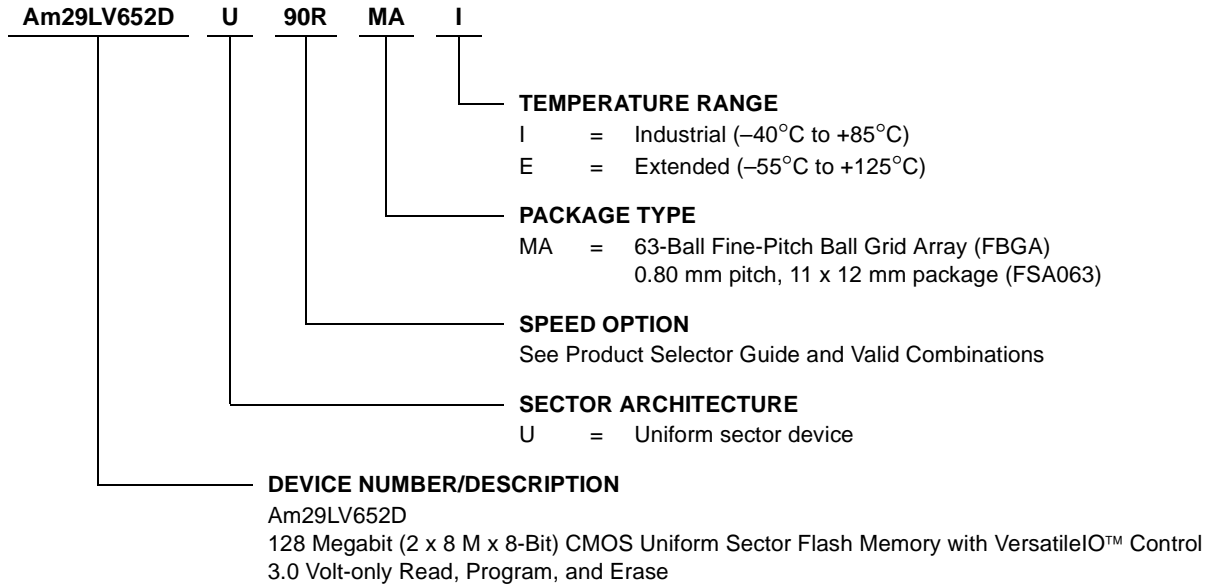 Am29LV652D U 90R MA I
TEMPERATURE RANGE
I = Industrial (–40°C to +85°C)
E = Extended (–55°C to +125°C)
PACKAGE TYPE
MA = 63-Ball Fine-Pitch Ball Grid Array (FBGA)
0.80 mm pitch, 11 x 12 mm package (FSA063)
SPEED OPTION
See Product Selector Guide and Valid Combinations
SECTOR ARCHITECTURE
U = Uniform sector device
DEVICE NUMBER/DESCRIPTION
Am29LV652D
128 Megabit (2 x 8 M x 8-Bit) CMOS Uniform Sector Flash Memory with VersatileIO™ Control
3.0 Volt-only Read, Program, and Erase